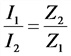 I₁/I₂ = Z₂/Z₁